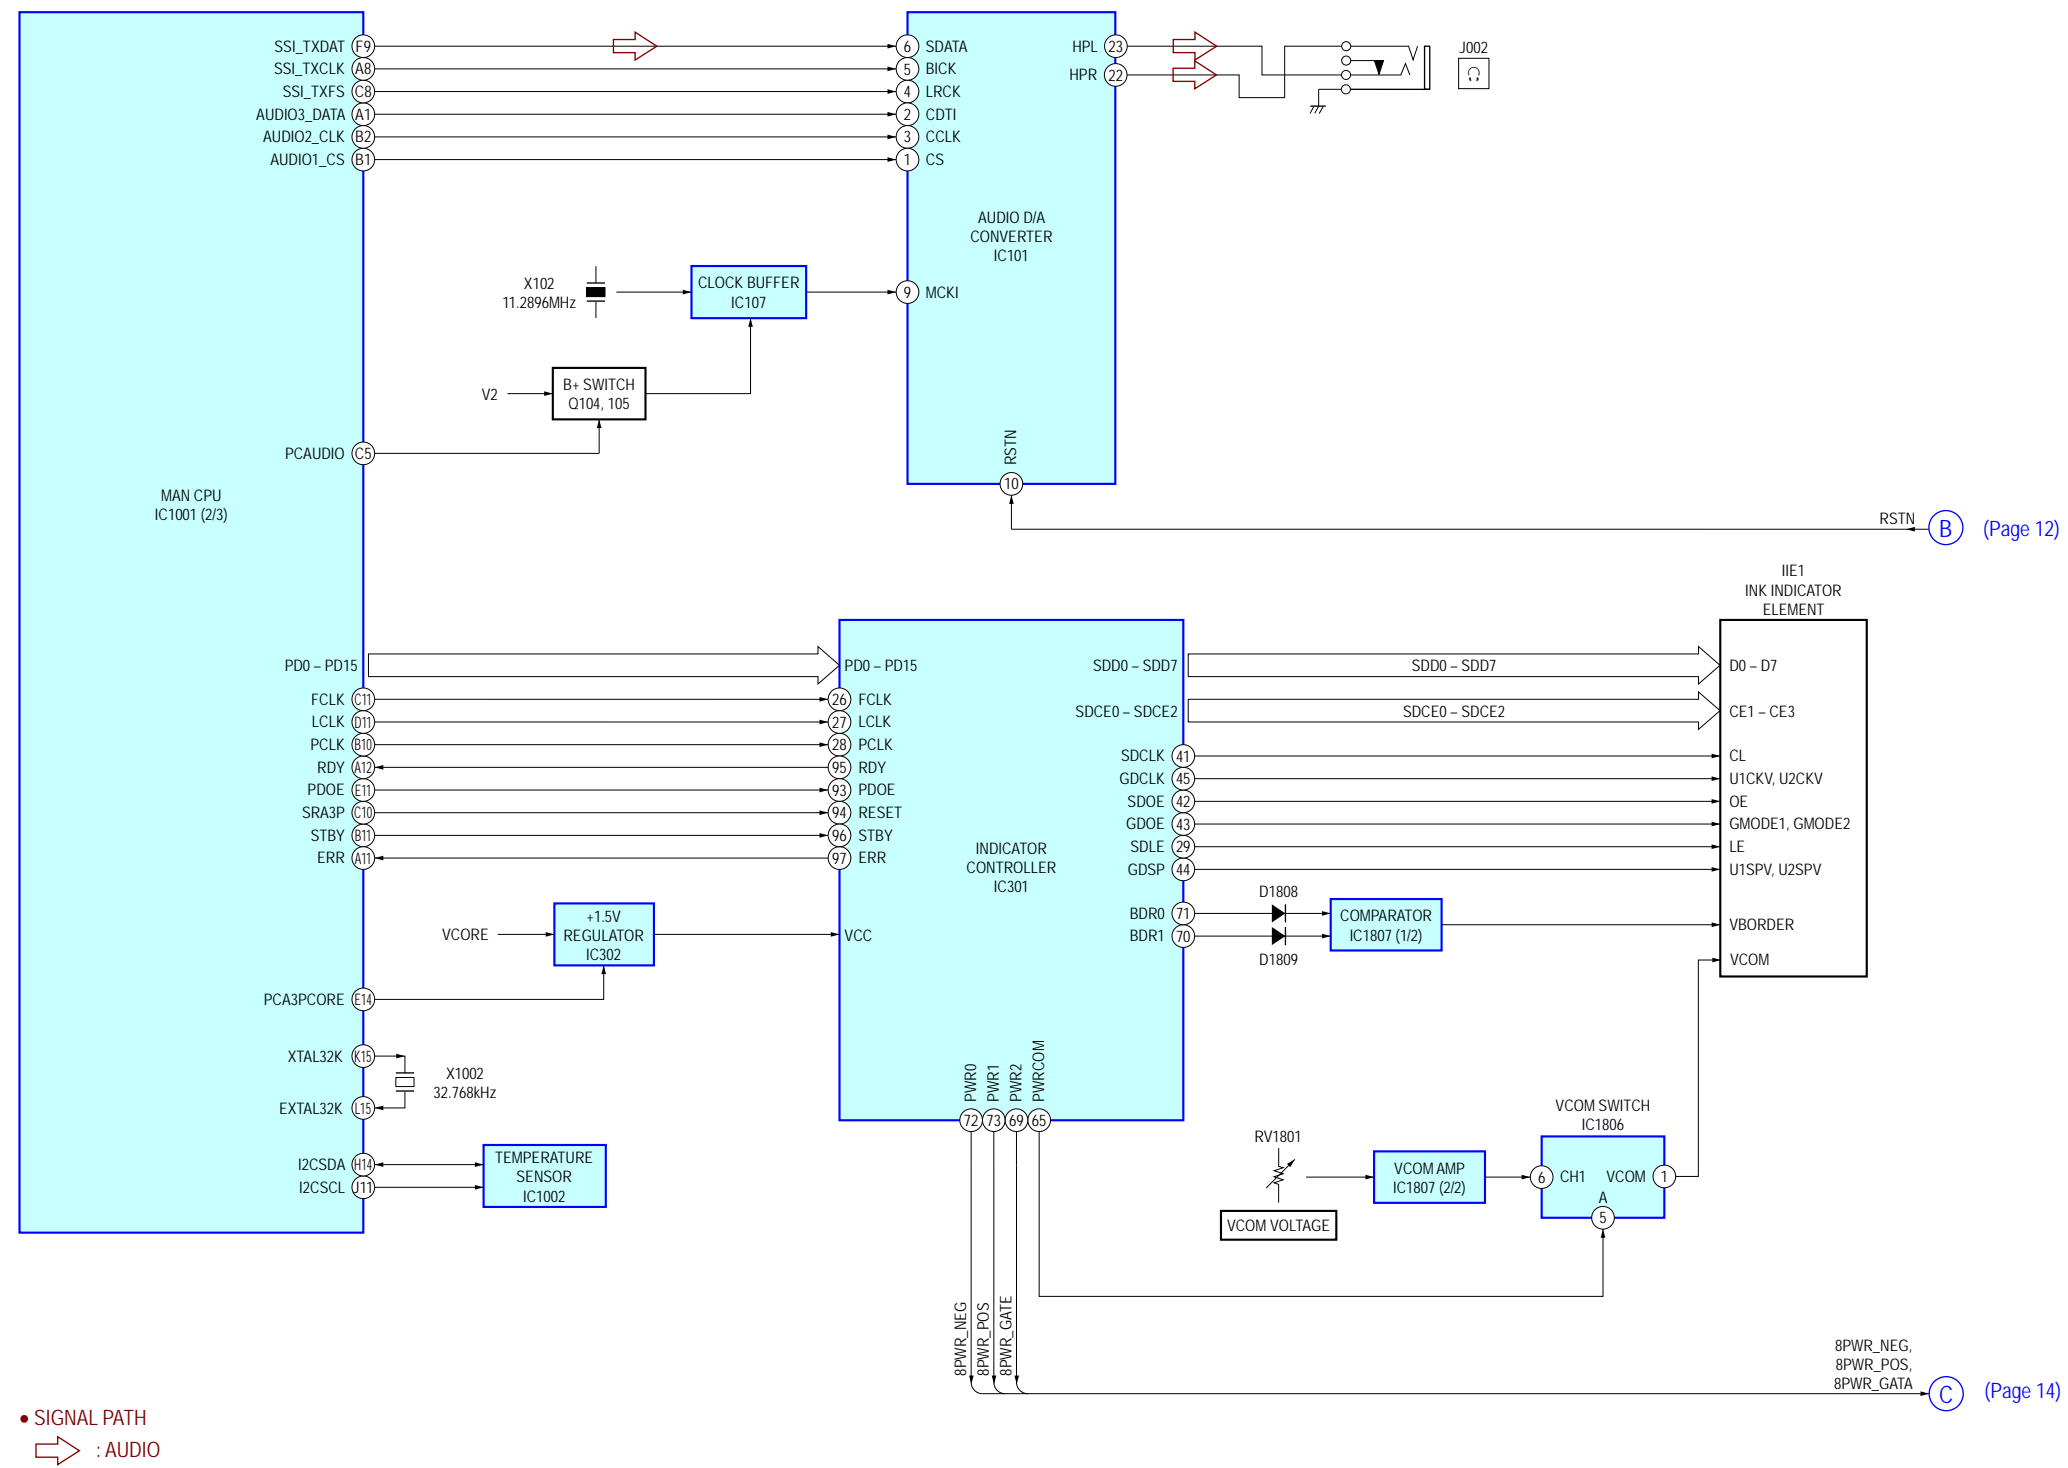 SSI_TXDAT F9
SSI_TXCLK A8
SSI_TXFS C8
AUDIO3_DATA A1
AUDIO2_CLK B2
AUDIO1_CS B1
6 SDATA
5 BICK
4 LRCK
2 CDTI
3 CCLK
1 CS
HPL 23
HPR 22
J002
AUDIO D/A
CONVERTER
IC101
X102
11.2896MHz
CLOCK BUFFER
IC107
9 MCKI
V2
B+ SWITCH
Q104, 105
PCAUDIO C5
RSTN
10
MAN CPU
IC1001 (2/3)
RSTN
B
(Page 12)
IIE1
INK INDICATOR
ELEMENT
PD0 – PD15
FCLK C11
LCLK D11
PCLK B10
RDY A12
PDOE E11
SRA3P C10
STBY B11
ERR A11
PD0 – PD15
26 FCLK
27 LCLK
28 PCLK
95 RDY
93 PDOE
94 RESET
96 STBY
97 ERR
INDICATOR
CONTROLLER
IC301
SDD0 – SDD7
SDCE0 – SDCE2
SDCLK 41
GDCLK 45
SDOE 42
GDOE 43
SDLE 29
GDSP 44
BDR0 71
BDR1 70
SDD0 – SDD7
SDCE0 – SDCE2
D0 – D7
CE1 – CE3
CL
U1CKV, U2CKV
OE
GMODE1, GMODE2
LE
U1SPV, U2SPV
VBORDER
VCOM
D1808
D1809
COMPARATOR
IC1807 (1/2)
VCORE
+1.5V
REGULATOR
IC302
VCC
PCA3PCORE E14
XTAL32K K15
EXTAL32K L15
X1002
32.768kHz
I2CSDA H14
I2CSCL J11
TEMPERATURE
SENSOR
IC1002
PWR0
PWR1
PWR2
PWRCOM
72 73 69 65
RV1801
VCOM VOLTAGE
VCOM AMP
IC1807 (2/2)
VCOM SWITCH
IC1806
6 CH1
VCOM 1
A
5
8PWR_NEG
8PWR_POS
8PWR_GATE
8PWR_NEG,
8PWR_POS,
8PWR_GATA
C
(Page 14)
• SIGNAL PATH
: AUDIO